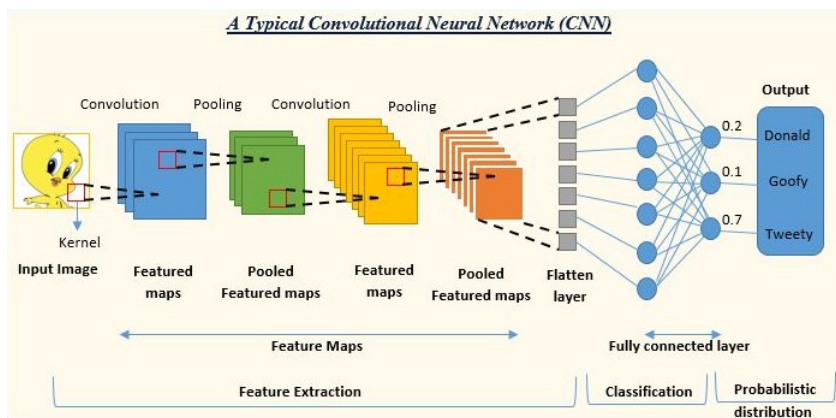 A Typical Convolutional Neural Network (CNN)
Convolution
Pooling
Convolution
Pooling
Output
0.2
Donald
0.1
Goofy
0.7
Tweety
Kernel
Input Image
Featured
maps
Pooled
Featured maps
Featured
maps
Pooled
Featured maps
Flatten
layer
Feature Maps
Fully connected layer
Feature Extraction
Classification
Probabilistic
distribution